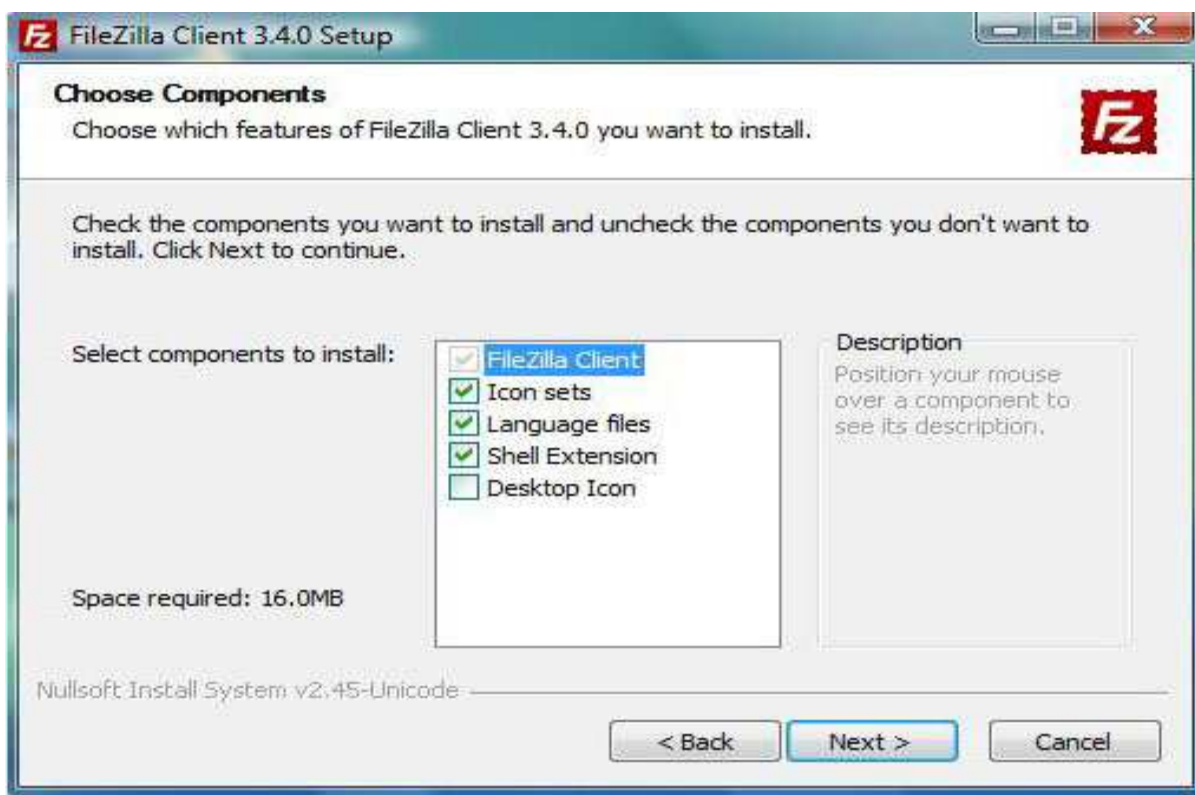 FileZilla Client 3.4.0 Setup
Choose Components
Choose which features of FileZilla Client 3.4.0 you want to install.
Fz
Check the components you want to install and uncheck the components you don't want to
install. Click Next to continue.
Select components to install:
FileZilla Client
Icon sets
Language files
Shell Extension
Desktop Icon
Description
Position your mouse
over a component to
see its description.
Space required: 16.0MB
Nullsoft Install System v2.45-Unicode
< Back
Next >
Cancel